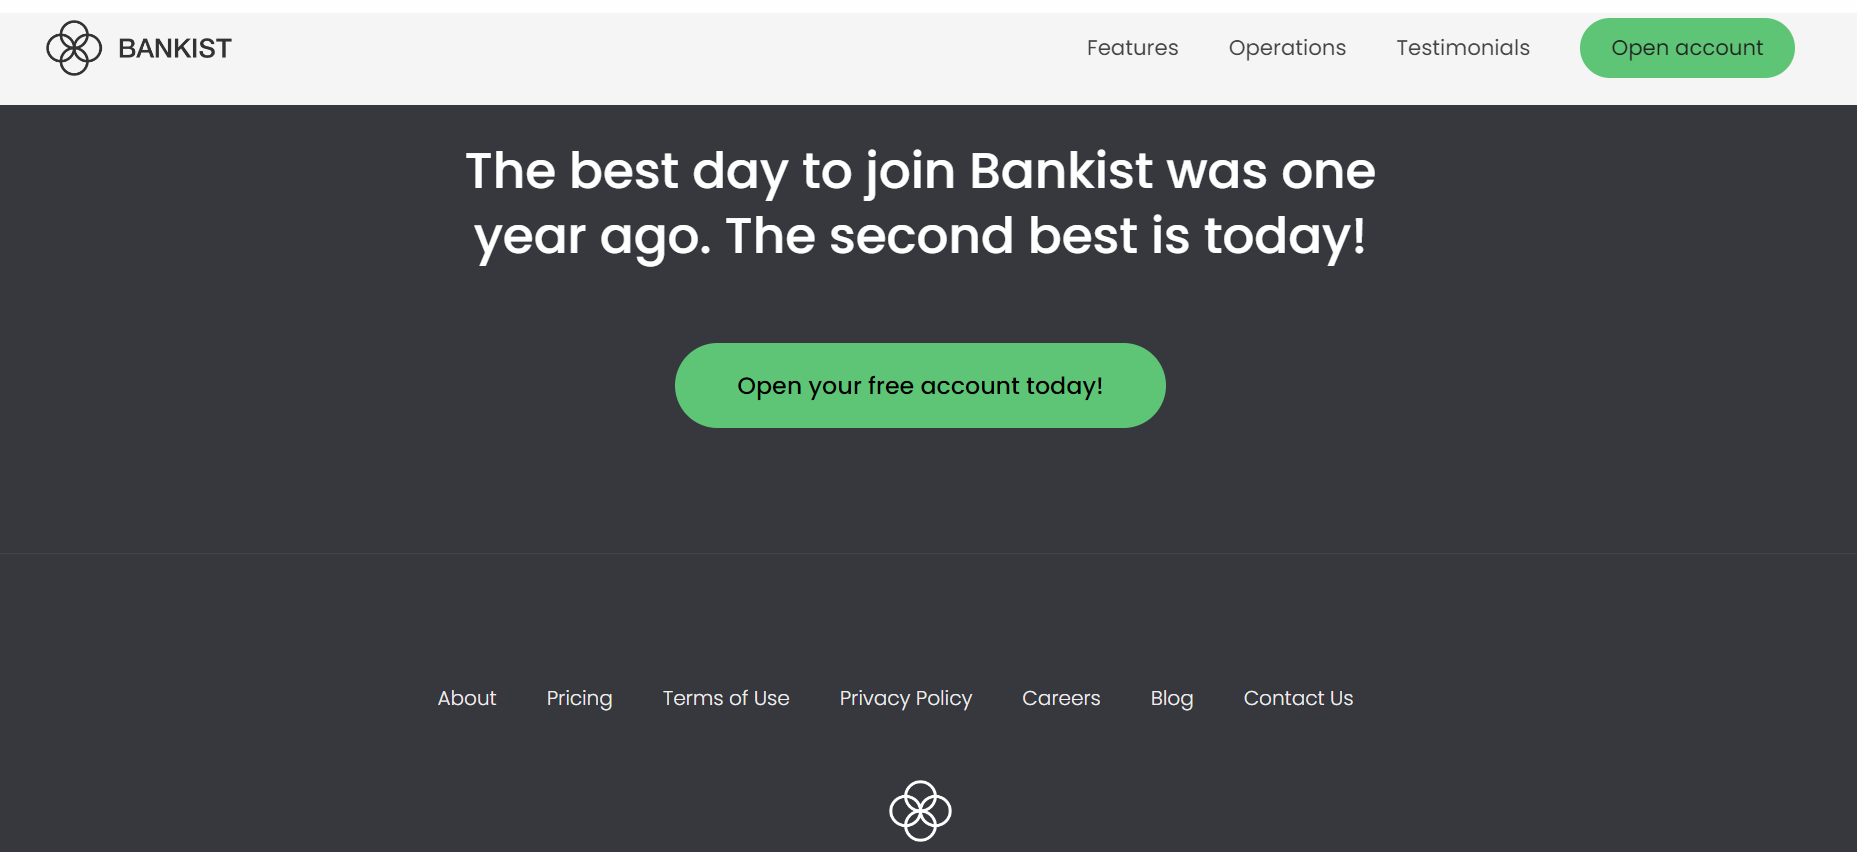 BANKIST
Features Operations Testimonials Open account
The best day to join Bankist was one
year ago. The second best is today!
Open your free account today!
About Pricing Terms of Use Privacy Policy Careers Blog Contact Us